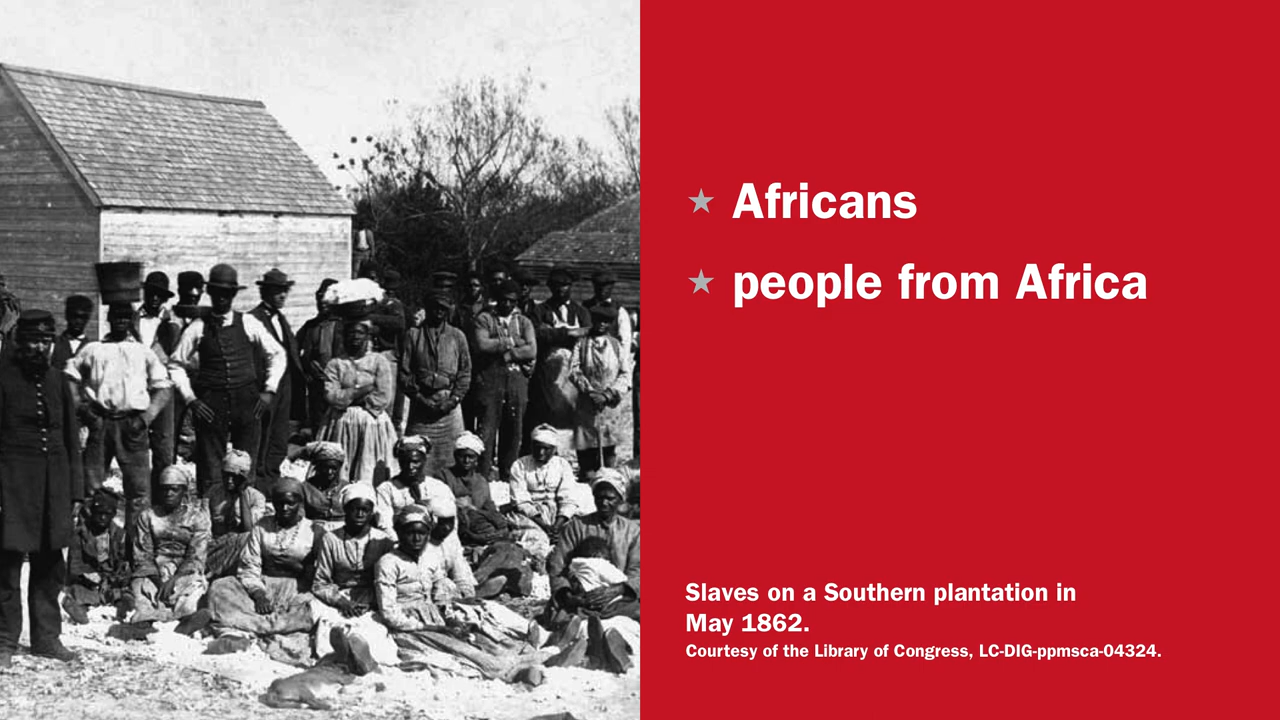 Africans
people from Africa
Slaves on a Southern plantation in
May 1862.
Courtesy of the Library of Congress, LC-DIG-ppmsca-04324.